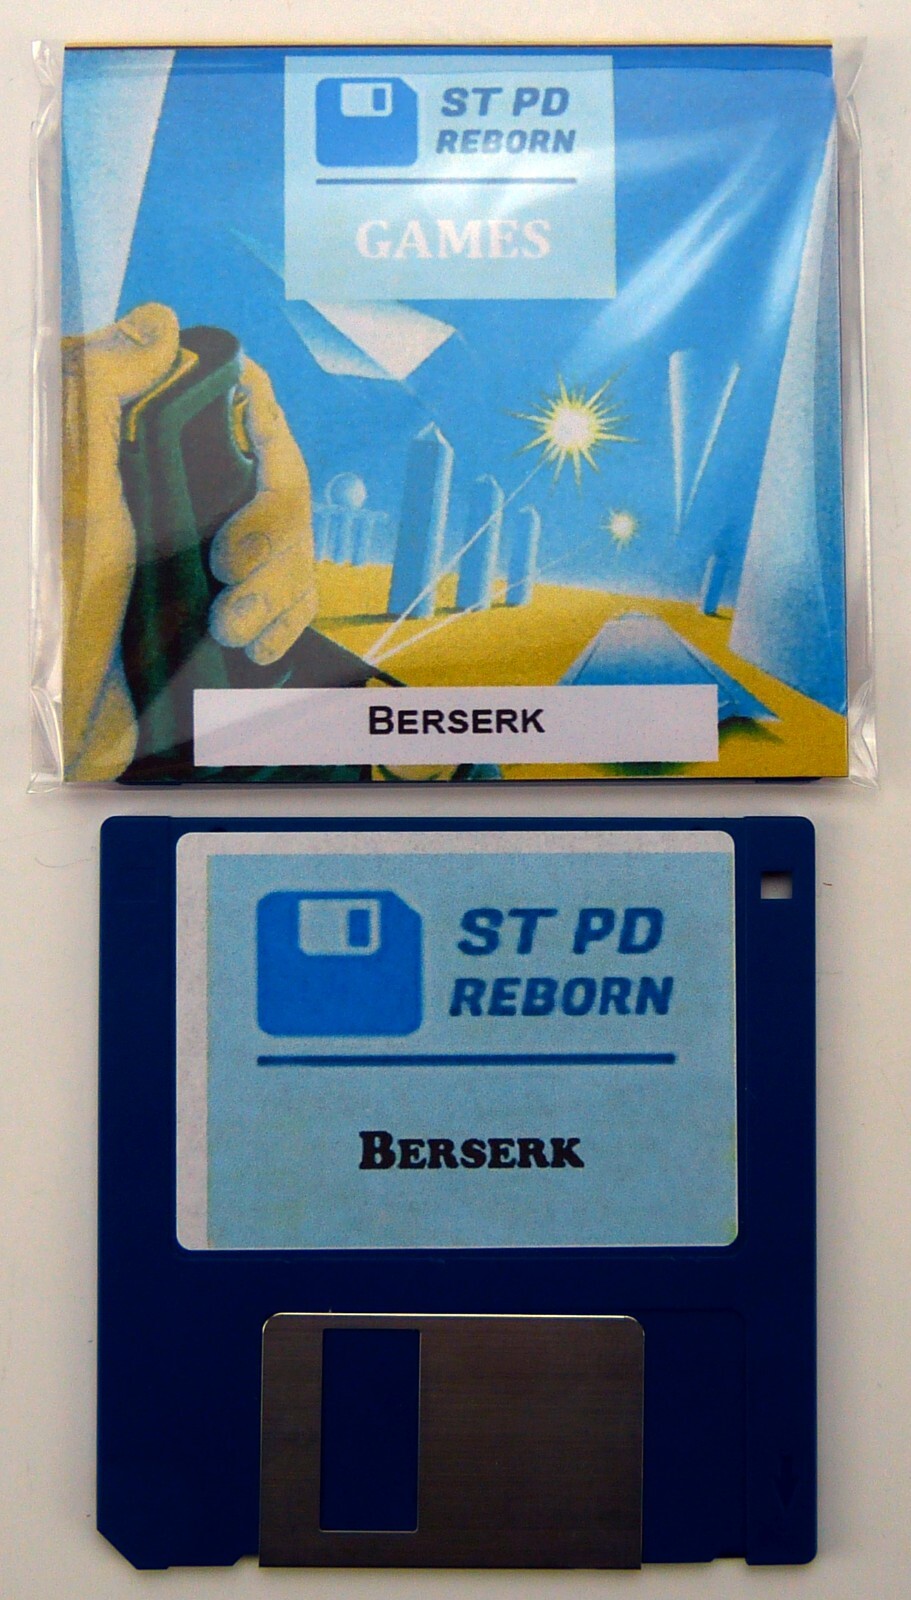 ST PD
REBORN
GAMES
BERSERK
ST PD
REBORN
BERSERK